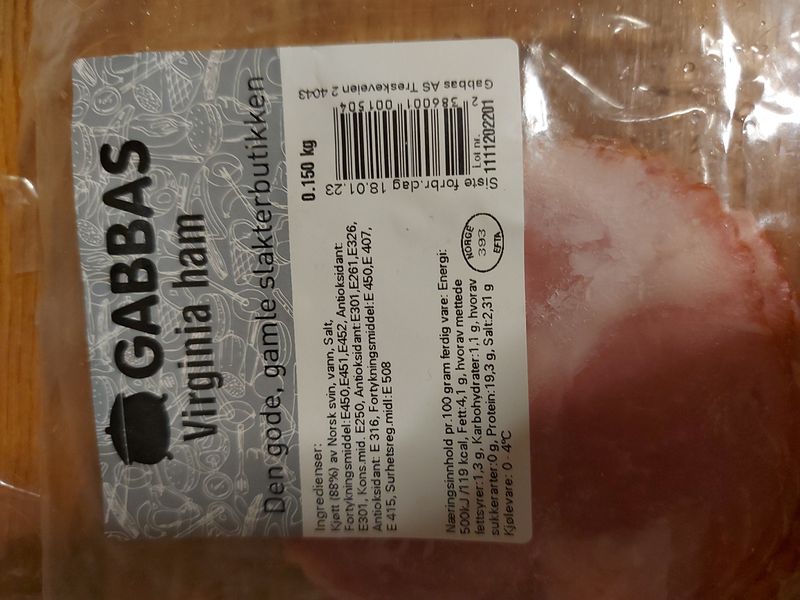 GABBAS
Virginia ham
Den gode, gamle slakterbutikken
Ingredienser:
Kjøtt (88%) av Norsk svin, vann, Salt,
Fortykningsmiddel:E450,E451,E452, Antioksidant:
E301, Kons.mid. E250, Antioksidant:E301,E261,E326,
Antioksidant: E 316, Fortykningsmiddel:E 450,E 407,
E 415, Surhetsreg.midl:E 508
Næringsinnhold pr.100 gram ferdig vare: Energi:
500kJ /119 kcal, Fett:4,1 g, hvorav mettede
fettsyrer:1,3 g, Karbohydrater:1,1 g, hvorav
sukkerarter:0 g, Protein:19,3 g, Salt:2,31 g
Kjølevare: 0 - 4°C
NORGE
393
EFTA
0.150 kg
Siste forbr.dag 18.01.23
2 386001 001504
Lot nr.
1111202201
Gabbas AS Treskeveien 2 4043